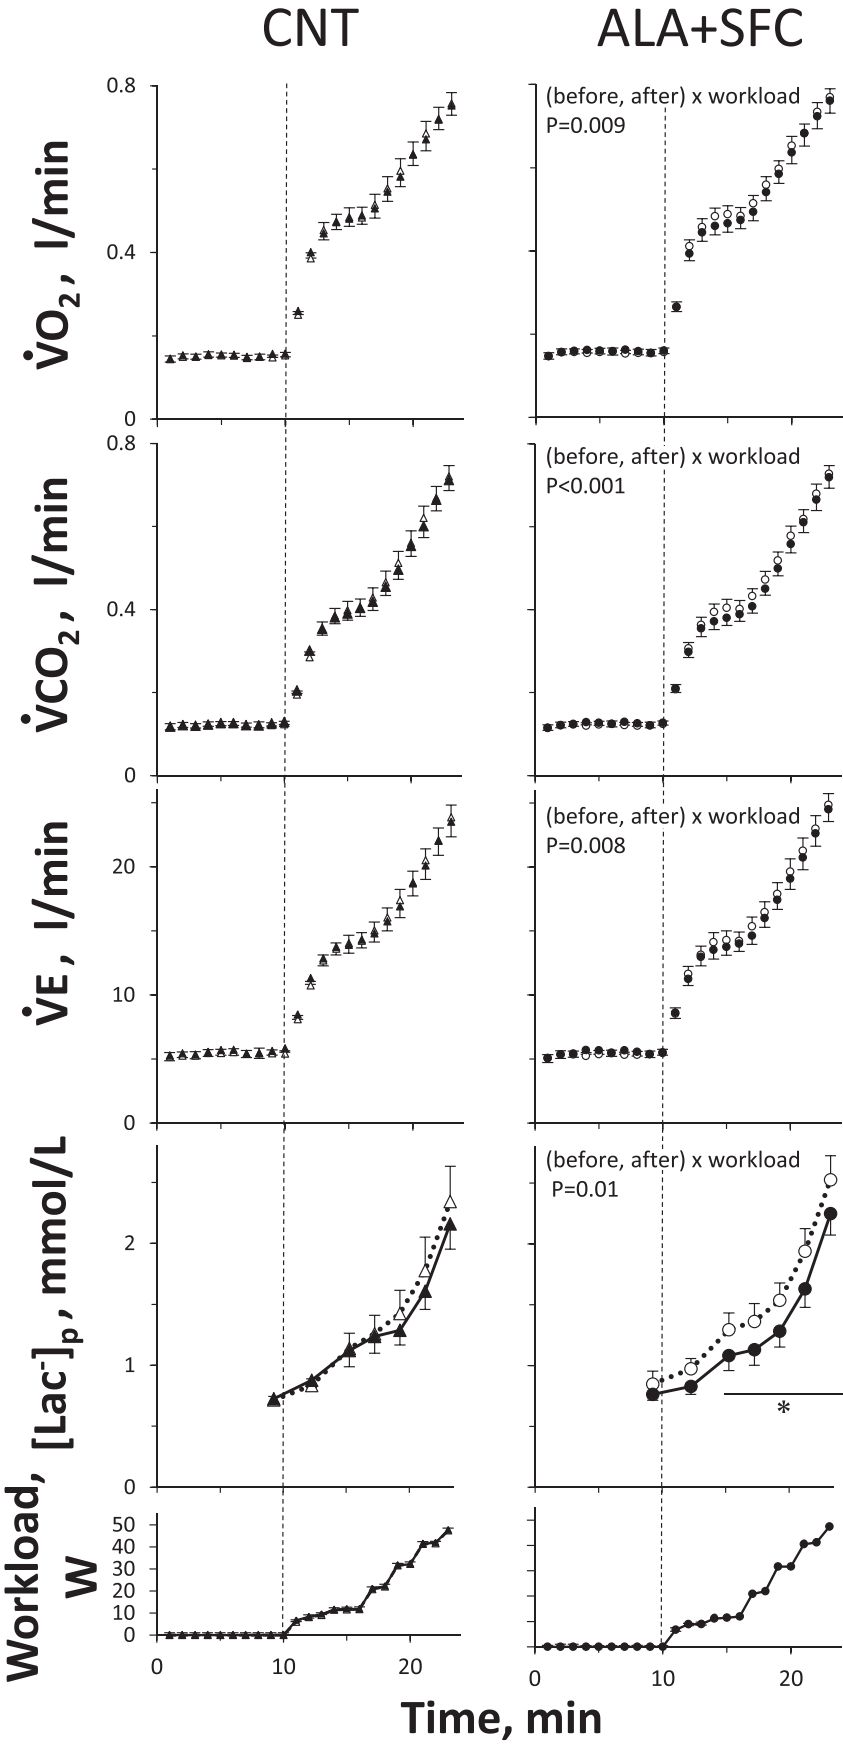 CNT ALA+SFC
V̇O₂, l/min
0.8
0.4
0
(before, after) x workload
P=0.009
V̇CO₂, l/min
0.8
0.4
0
(before, after) x workload
P<0.001
V̇E, l/min
20
10
0
(before, after) x workload
P=0.008
[Lac⁻]ₚ, mmol/L
2
1
0
(before, after) x workload
P=0.01
*
Workload,
W
50
40
30
20
10
0
0 10 20 0 10 20
Time, min